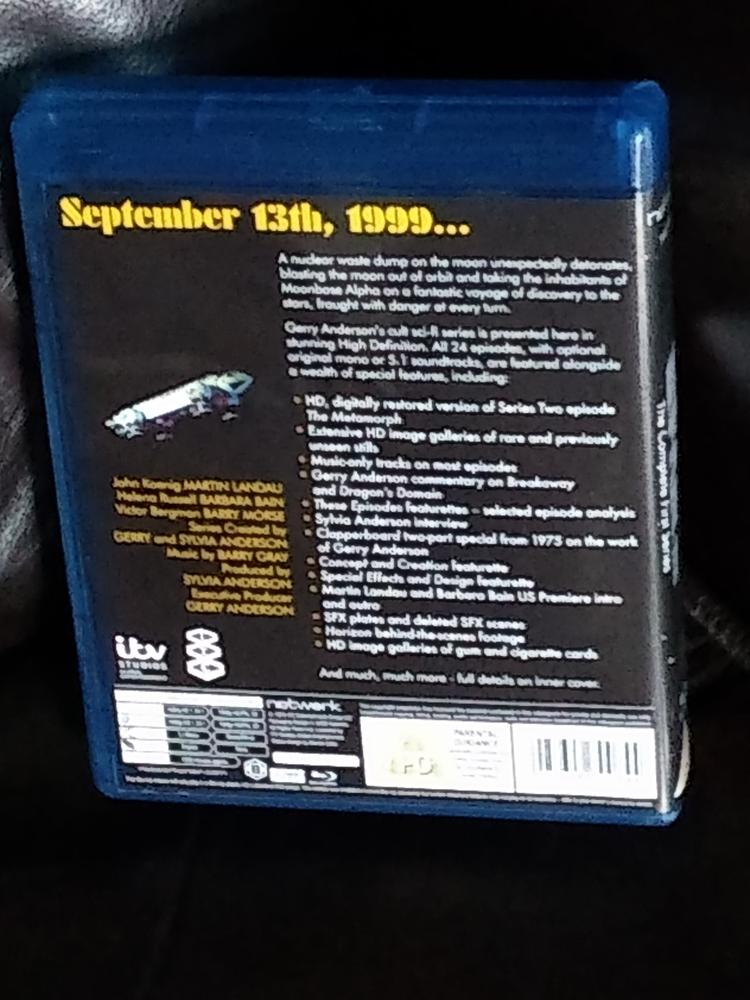 September 13th, 1999...
A nuclear waste dump on the moon unexpectedly detonates,
blasting the moon out of orbit and taking the inhabitants of
Moonbase Alpha on a fantastic voyage of discovery to the
stars, fraught with danger at every turn.
Gerry Anderson's cult sci-fi series is presented here in
stunning High Definition. All 24 episodes, with optional
original mono or 5.1 soundtracks, are featured alongside
a wealth of special features, including:
• HD, digitally restored version of Series Two episode
The Metamorph
• Extensive HD image galleries of rare and previously
unseen stills
• Music-only tracks on most episodes
• Gerry Anderson commentary on Breakaway
and Dragon's Domain
• These Episodes featurettes – selected episode analysis
• Sylvia Anderson interview
• Clapperboard two-part special from 1975 on the work
of Gerry Anderson
• Concept and Creation featurette
• Special Effects and Design featurette
• Martin Landau and Barbara Bain US Premiere intro
and outro
• SFX plates and deleted SFX scenes
• Horizon behind-the-scenes footage
• HD image galleries of gum and cigarette cards
And much, much more - full details on inner cover.
John Koenig MARTIN LANDAU
Helena Russell BARBARA BAIN
Victor Bergman BARRY MORSE
Series Created by
GERRY and SYLVIA ANDERSON
Music by BARRY GRAY
Produced by
SYLVIA ANDERSON
Executive Producer
GERRY ANDERSON
itv
STUDIOS
network
PARENTAL
GUIDANCE
PG
The Complete First Series